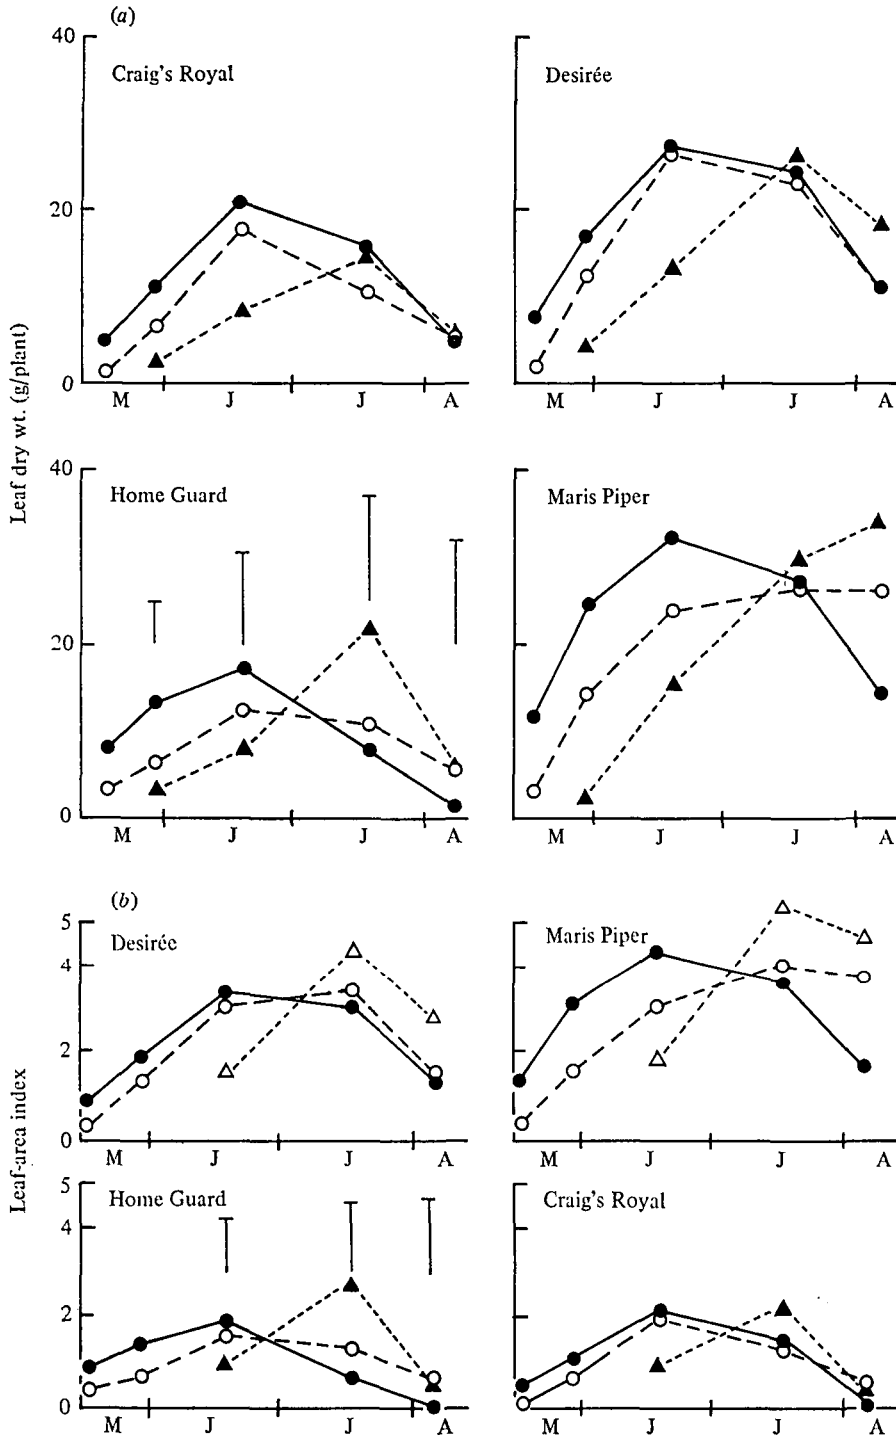 (a)
Craig's Royal
Desirée
40
20
0
M J J A
M J J A
Leaf dry wt. (g/plant)
Home Guard
Maris Piper
40
20
0
M J J A
M J J A
(b)
Desirée
Maris Piper
5
4
2
0
M J J A
M J J A
Leaf-area index
Home Guard
Craig's Royal
5
4
2
0
M J J A
M J J A